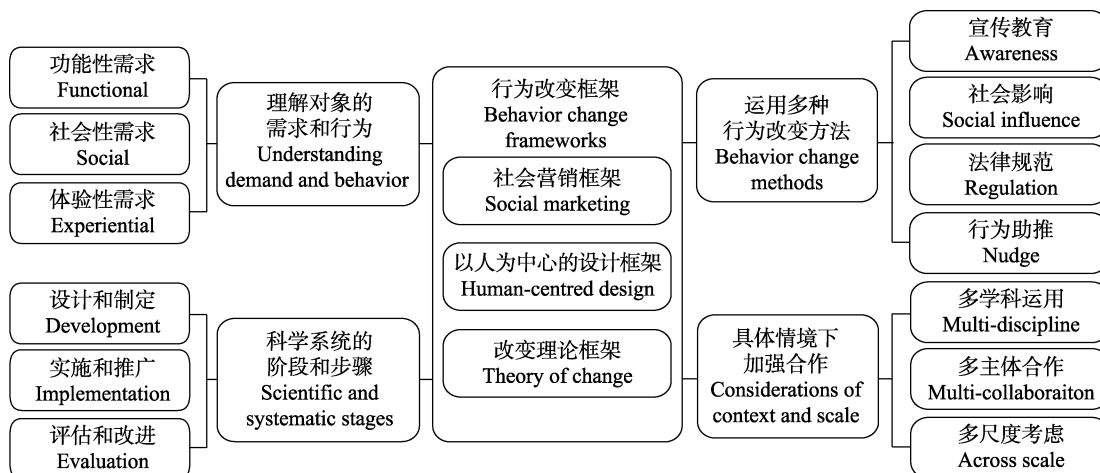 功能性需求
Functional
社会性需求
Social
体验性需求
Experiential
理解对象的
需求和行为
Understanding
demand and behavior
设计和制定
Development
实施和推广
Implementation
评估和改进
Evaluation
科学系统的
阶段和步骤
Scientific and
systematic stages
行为改变框架
Behavior change
frameworks
社会营销框架
Social marketing
以人为中心的设计框架
Human-centred design
改变理论框架
Theory of change
运用多种
行为改变方法
Behavior change
methods
宣传教育
Awareness
社会影响
Social influence
法律规范
Regulation
行为助推
Nudge
具体情境下
加强合作
Considerations of
context and scale
多学科运用
Multi-discipline
多主体合作
Multi-collaboraiton
多尺度考虑
Across scale